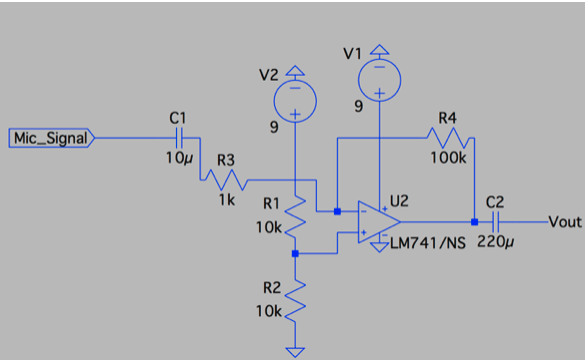 V1
V2
9
9
C1
R4
Mic_Signal
10µ
R3
100k
1k
R1
U2
C2
10k
Vout
LM741/NS
220µ
R2
10k